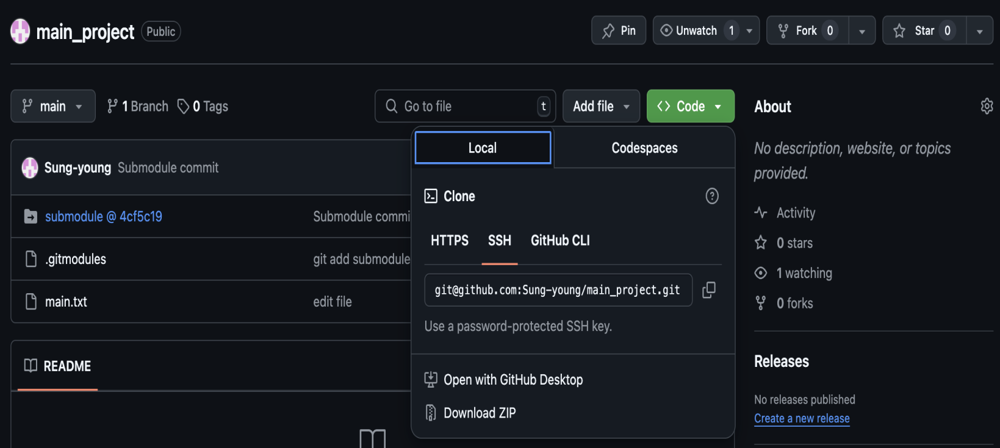 main_project Public Pin Unwatch 1 Fork 0 Star 0
main 1 Branch 0 Tags Go to file t Add file Code
Sung-young Submodule commit
submodule @ 4cf5c19 Submodule commi
.gitmodules git add submodule
main.txt edit file
README
Local Codespaces
Clone
HTTPS SSH GitHub CLI
git@github.com:Sung-young/main_project.git
Use a password-protected SSH key.
Open with GitHub Desktop
Download ZIP
About
No description, website, or topics
provided.
Activity
0 stars
1 watching
0 forks
Releases
No releases published
Create a new release